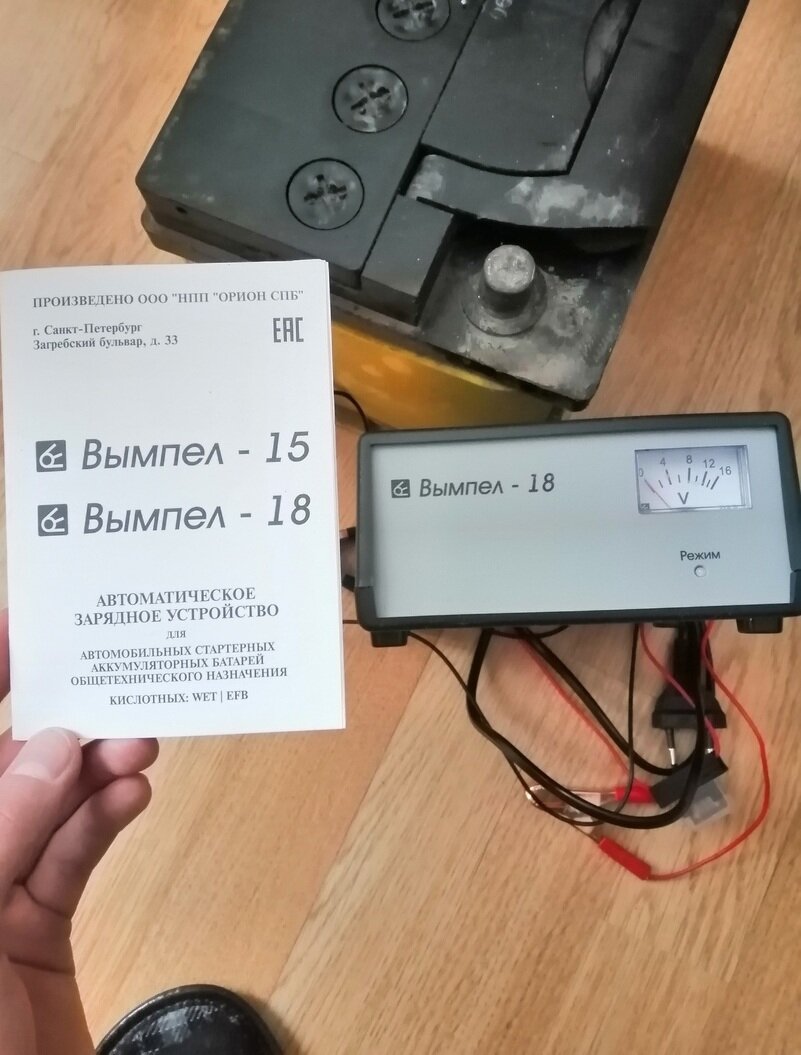 ПРОИЗВЕДЕНО ООО "НПП "ОРИОН СПБ"
г. Санкт-Петербург
Загребский бульвар, д. 33
ЕАС
Вымпел - 15
Вымпел - 18
АВТОМАТИЧЕСКОЕ
ЗАРЯДНОЕ УСТРОЙСТВО
для
АВТОМОБИЛЬНЫХ СТАРТЕРНЫХ
АККУМУЛЯТОРНЫХ БАТАРЕЙ
ОБЩЕТЕХНИЧЕСКОГО НАЗНАЧЕНИЯ
КИСЛОТНЫХ: WET | EFB
Вымпел - 18
0 4 8 12 16
V
Режим